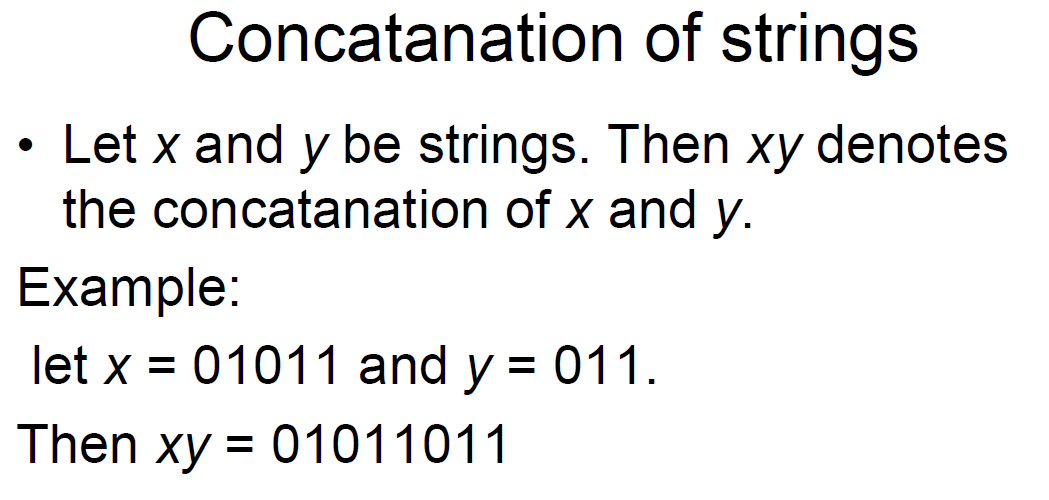 Concatanation of strings
• Let x and y be strings. Then xy denotes
the concatanation of x and y.
Example:
let x = 01011 and y = 011.
Then xy = 01011011